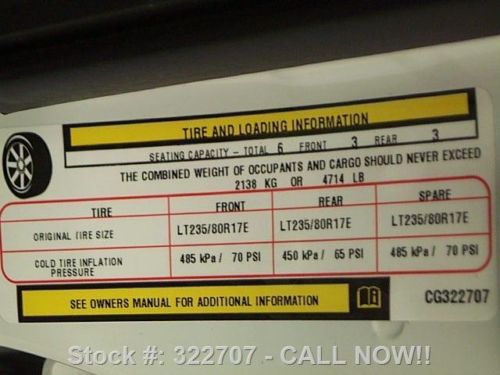 TIRE AND LOADING INFORMATION
SEATING CAPACITY - TOTAL 6 FRONT 3 REAR 3
THE COMBINED WEIGHT OF OCCUPANTS AND CARGO SHOULD NEVER EXCEED
2138 KG OR 4714 LB
TIRE FRONT REAR SPARE
ORIGINAL TIRE SIZE LT235/80R17E LT235/80R17E LT235/80R17E
COLD TIRE INFLATION PRESSURE 485 kPa / 70 PSI 450 kPa / 65 PSI 485 kPa / 70 PSI
SEE OWNERS MANUAL FOR ADDITIONAL INFORMATION CG322707
Stock #: 322707 - CALL NOW!!